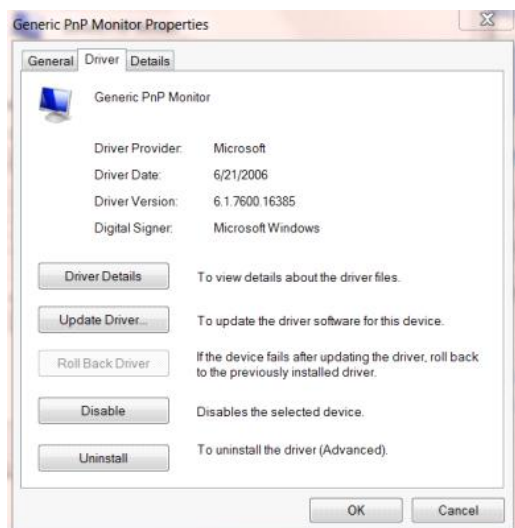 Generic PnP Monitor Properties
General Driver Details
Generic PnP Monitor
Driver Provider: Microsoft
Driver Date: 6/21/2006
Driver Version: 6.1.7600.16385
Digital Signer: Microsoft Windows
Driver Details To view details about the driver files.
Update Driver... To update the driver software for this device.
Roll Back Driver If the device fails after updating the driver, roll back
to the previously installed driver.
Disable Disables the selected device.
Uninstall To uninstall the driver (Advanced).
OK Cancel